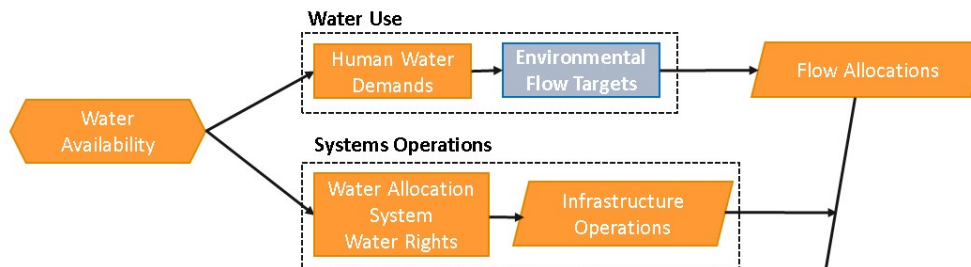 Water Use
Human Water
Demands
Environmental
Flow Targets
Flow Allocations
Water
Availability
Systems Operations
Water Allocation
System
Water Rights
Infrastructure
Operations